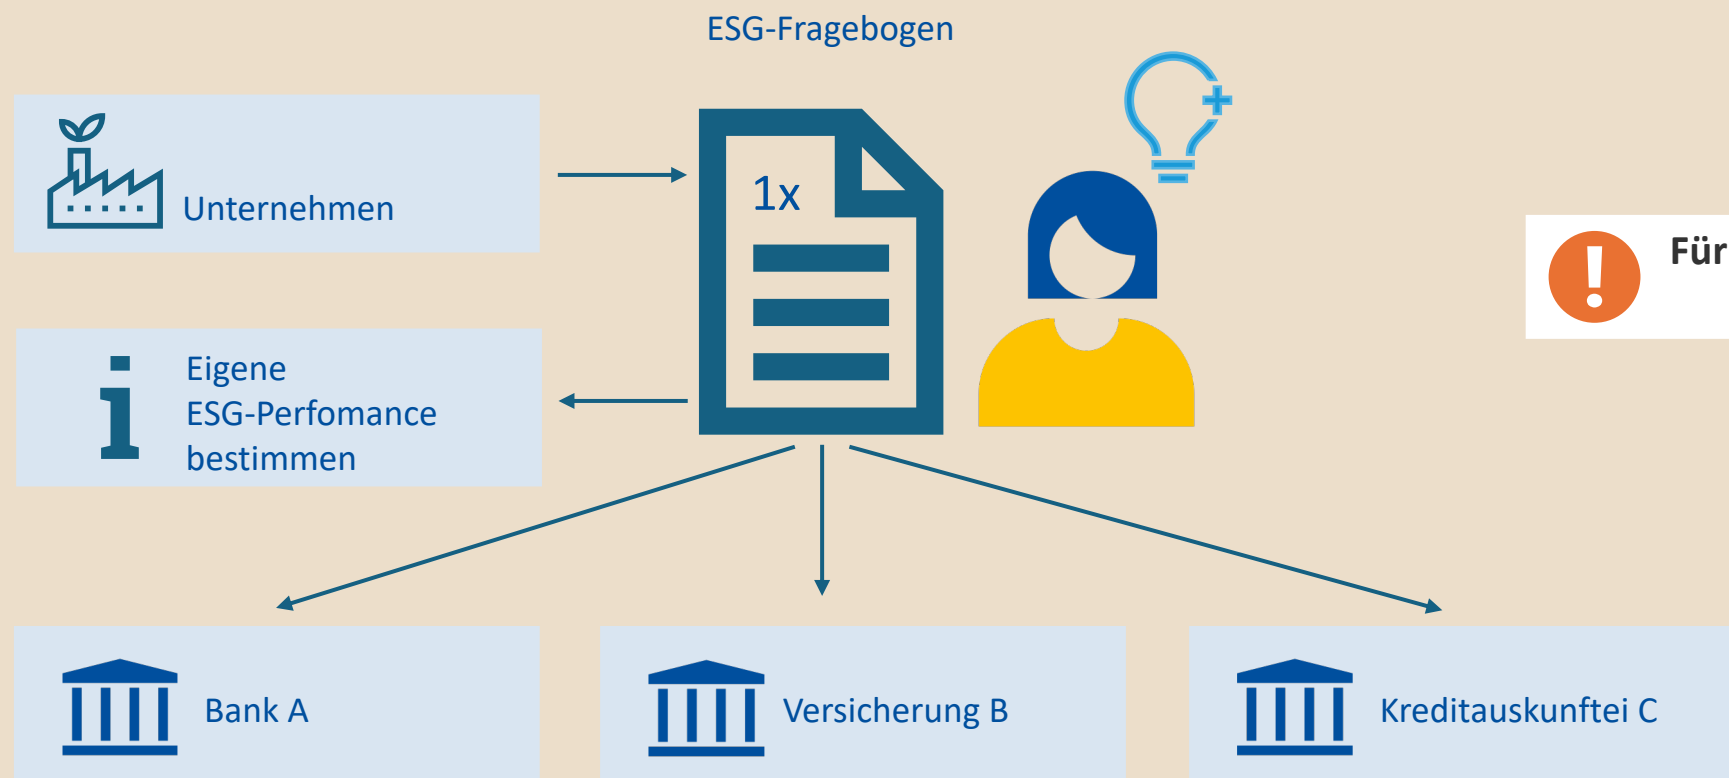 ESG-Fragebogen
Unternehmen
1x
Für
Eigene
ESG-Perfomance
bestimmen
Bank A
Versicherung B
Kreditauskunftei C